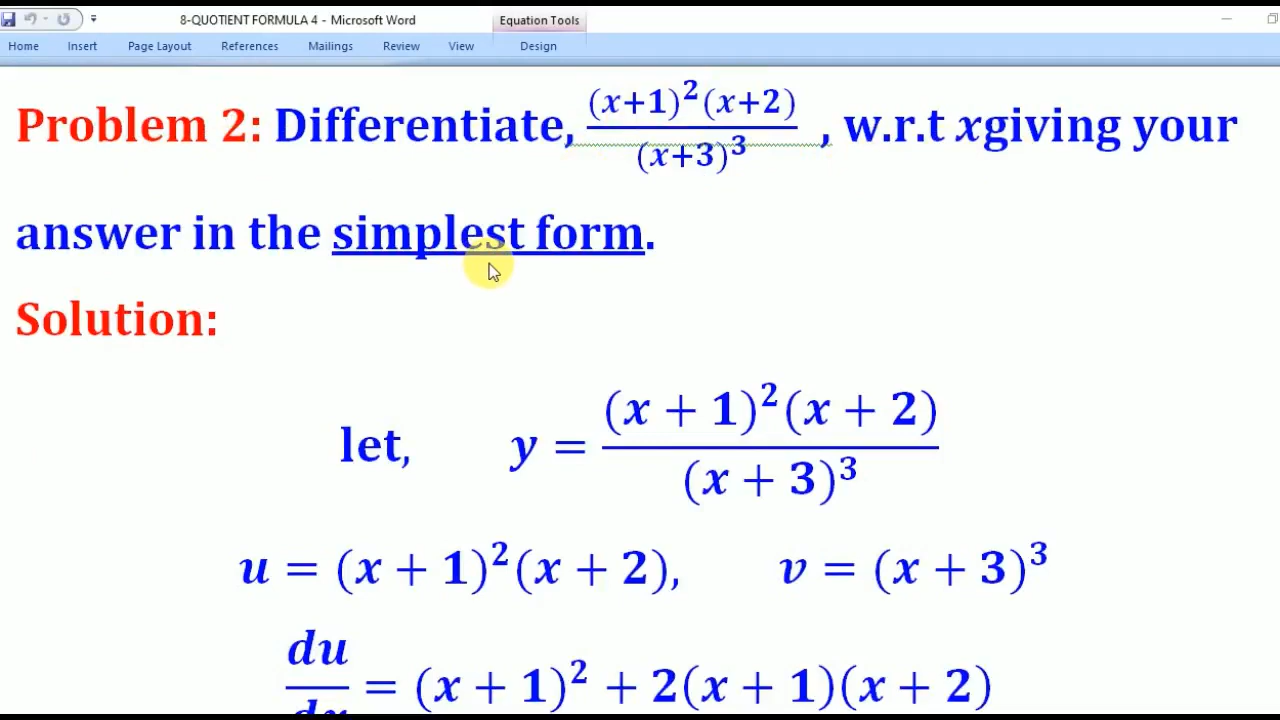 8-QUOTIENT FORMULA 4 - Microsoft Word Equation Tools
Home Insert Page Layout References Mailings Review View Design
Problem 2: Differentiate, (x+1)²(x+2)/(x+3)³ , w.r.t xgiving your
answer in the simplest form.
Solution:
let, y = (x + 1)²(x + 2)/(x + 3)³
u = (x + 1)²(x + 2), v = (x + 3)³
du/dx = (x + 1)² + 2(x + 1)(x + 2)